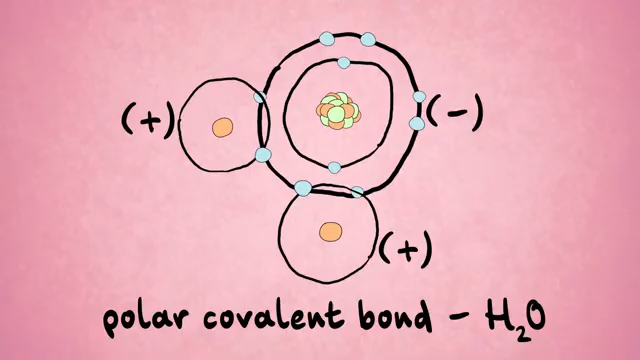 (+)
(-)
(+)
polar covalent bond - H₂O